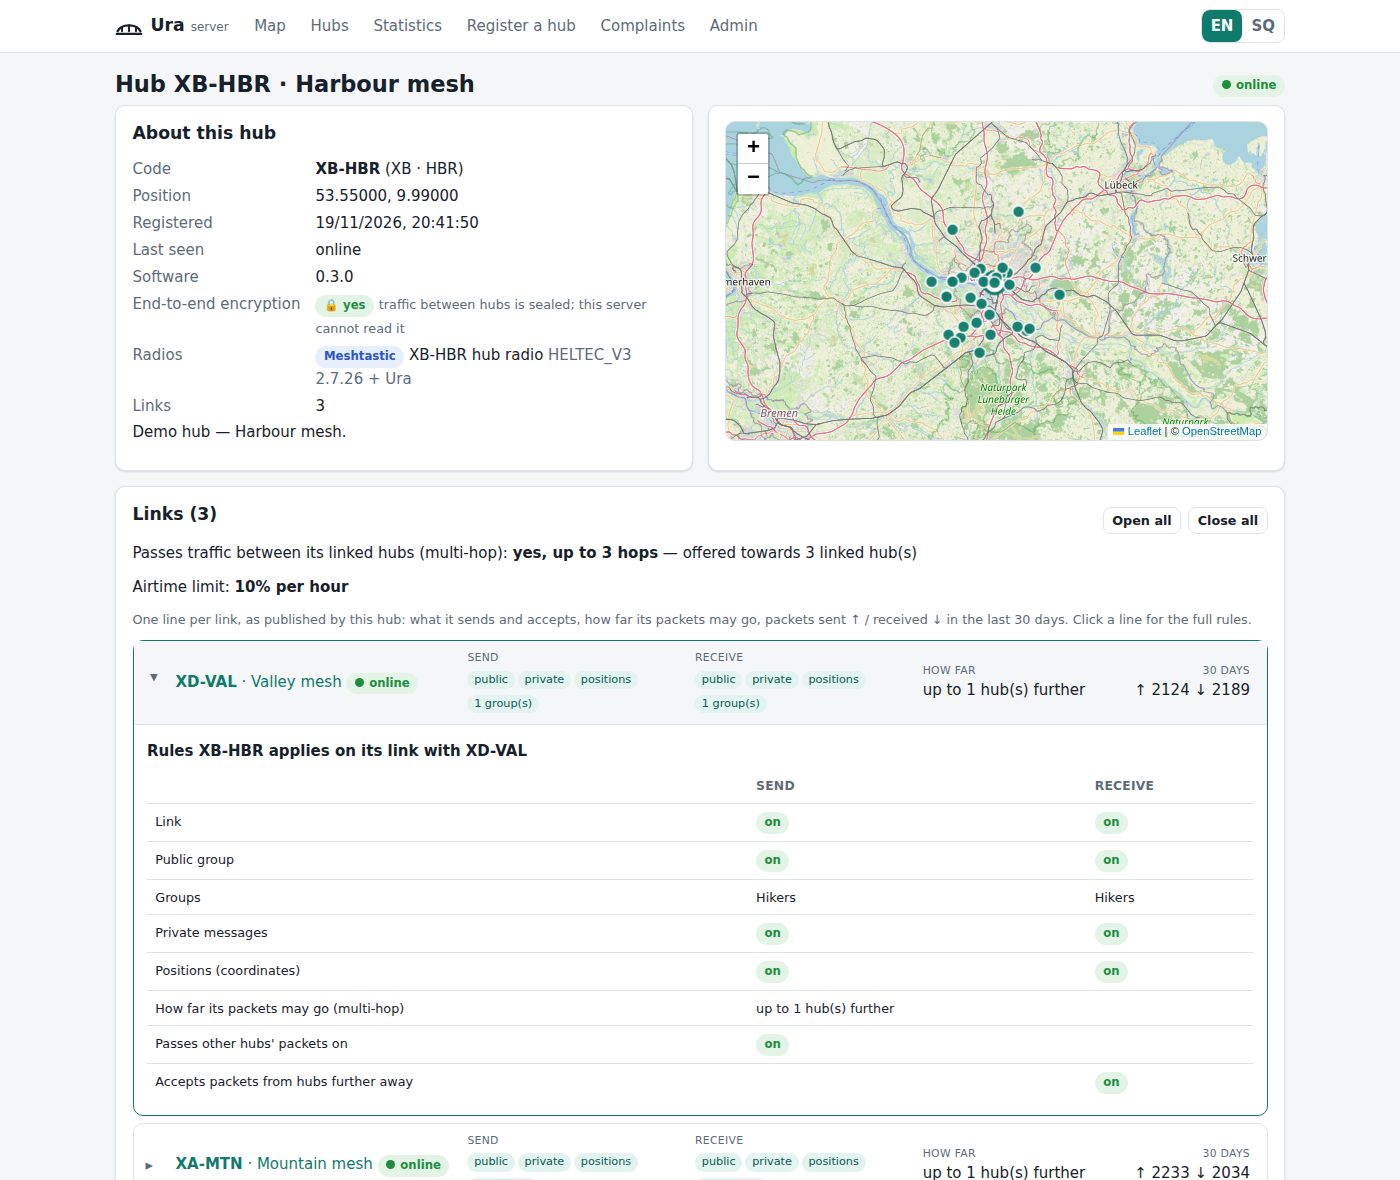 Ura server Map Hubs Statistics Register a hub Complaints Admin EN SQ
Hub XB-HBR · Harbour mesh
online
About this hub
Code XB-HBR (XB · HBR)
Position 53.55000, 9.99000
Registered 19/11/2026, 20:41:50
Last seen online
Software 0.3.0
End-to-end encryption 🔒 yes traffic between hubs is sealed; this server
cannot read it
Radios Meshtastic XB-HBR hub radio HELTEC_V3
2.7.26 + Ura
Links 3
Demo hub — Harbour mesh.
+
−
Lübeck
Schwer
merhaven
Naturpark
Luneburger
Heide
Bremen
Naturpark
Leaflet | © OpenStreetMap
Links (3)
Open all Close all
Passes traffic between its linked hubs (multi-hop): yes, up to 3 hops — offered towards 3 linked hub(s)
Airtime limit: 10% per hour
One line per link, as published by this hub: what it sends and accepts, how far its packets may go, packets sent ↑ / received ↓ in the last 30 days. Click a line for the full rules.
▼ XD-VAL · Valley mesh online
SEND
public private positions
1 group(s)
RECEIVE
public private positions
1 group(s)
HOW FAR
up to 1 hub(s) further
30 DAYS
↑ 2124 ↓ 2189
Rules XB-HBR applies on its link with XD-VAL
SEND RECEIVE
Link on on
Public group on on
Groups Hikers Hikers
Private messages on on
Positions (coordinates) on on
How far its packets may go (multi-hop) up to 1 hub(s) further
Passes other hubs' packets on on
Accepts packets from hubs further away on
▶ XA-MTN · Mountain mesh online
SEND
public private positions
RECEIVE
public private positions
HOW FAR
up to 1 hub(s) further
30 DAYS
↑ 2233 ↓ 2034